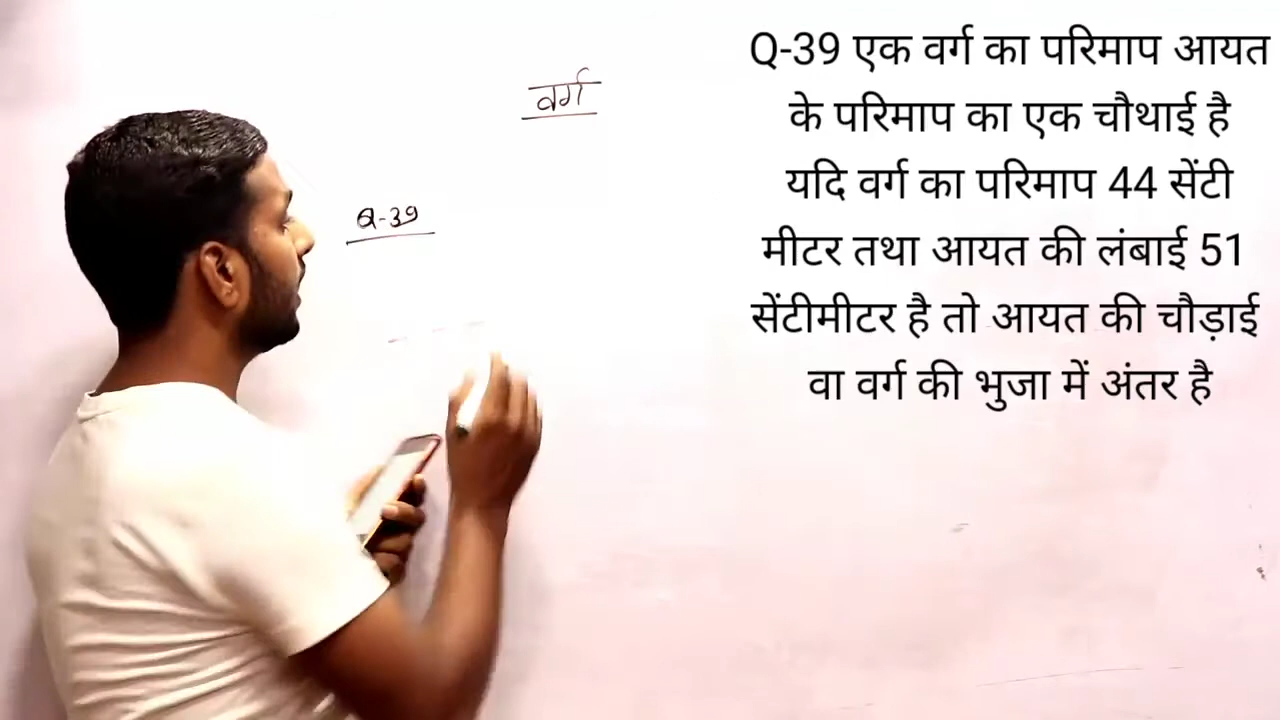 वर्ग
Q-39
Q-39 एक वर्ग का परिमाप आयत
के परिमाप का एक चौथाई है
यदि वर्ग का परिमाप 44 सेंटी
मीटर तथा आयत की लंबाई 51
सेंटीमीटर है तो आयत की चौड़ाई
वा वर्ग की भुजा में अंतर है